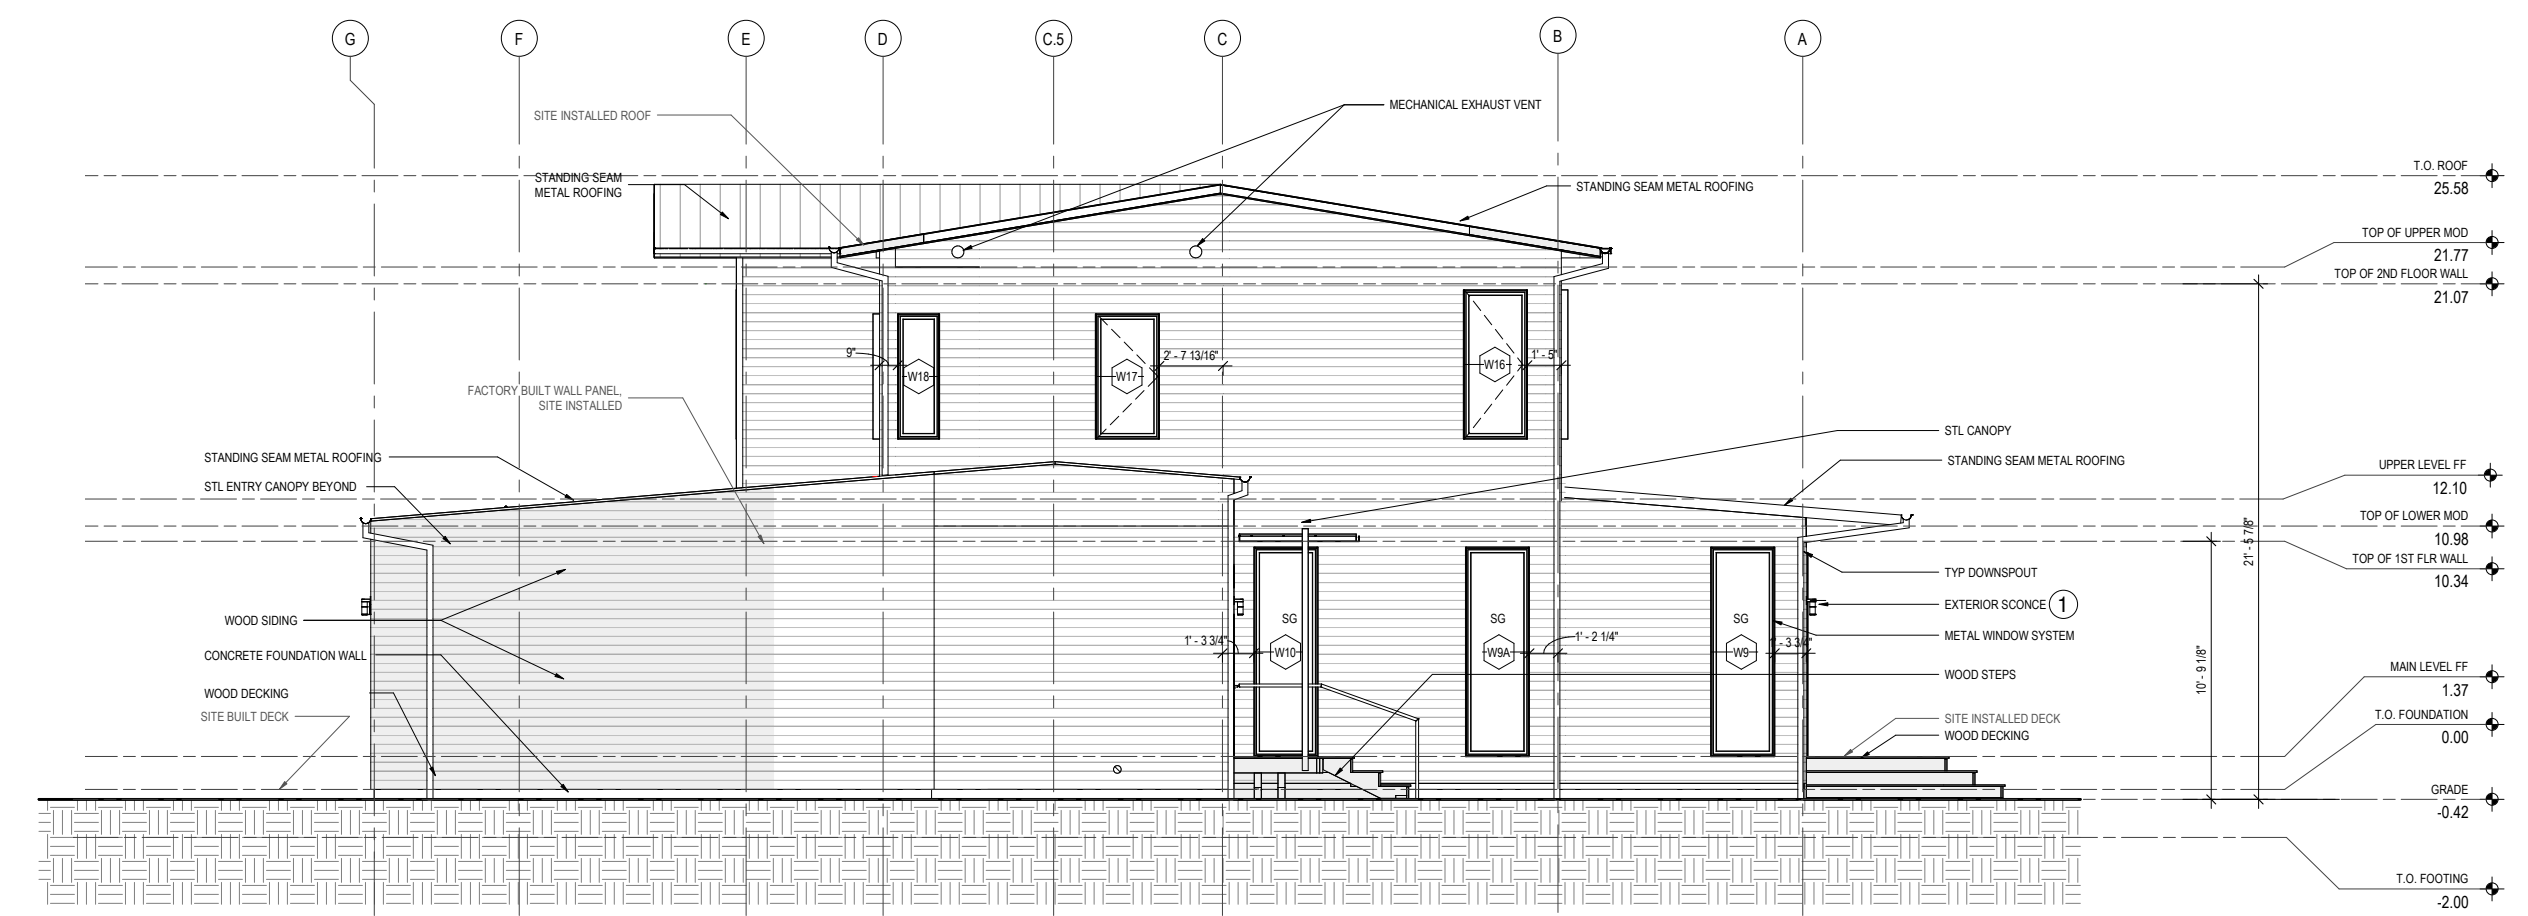 G
F
E
D
C.5
C
B
A
SITE INSTALLED ROOF
MECHANICAL EXHAUST VENT
STANDING SEAM
METAL ROOFING
STANDING SEAM METAL ROOFING
T.O. ROOF
25.58
TOP OF UPPER MOD
21.77
TOP OF 2ND FLOOR WALL
21.07
9"
W18
W17
2' - 7 13/16"
W16
1' - 5"
FACTORY BUILT WALL PANEL,
SITE INSTALLED
STANDING SEAM METAL ROOFING
STL ENTRY CANOPY BEYOND
STL CANOPY
STANDING SEAM METAL ROOFING
UPPER LEVEL FF
12.10
TOP OF LOWER MOD
10.98
TOP OF 1ST FLR WALL
10.34
21' - 5 7/8"
10' - 9 1/8"
TYP DOWNSPOUT
EXTERIOR SCONCE
1
METAL WINDOW SYSTEM
WOOD SIDING
CONCRETE FOUNDATION WALL
WOOD DECKING
SITE BUILT DECK
1' - 3 3/4"
SG
W10
SG
W9A
1' - 2 1/4"
SG
W9
1' - 3 3/4"
WOOD STEPS
SITE INSTALLED DECK
WOOD DECKING
MAIN LEVEL FF
1.37
T.O. FOUNDATION
0.00
GRADE
-0.42
T.O. FOOTING
-2.00